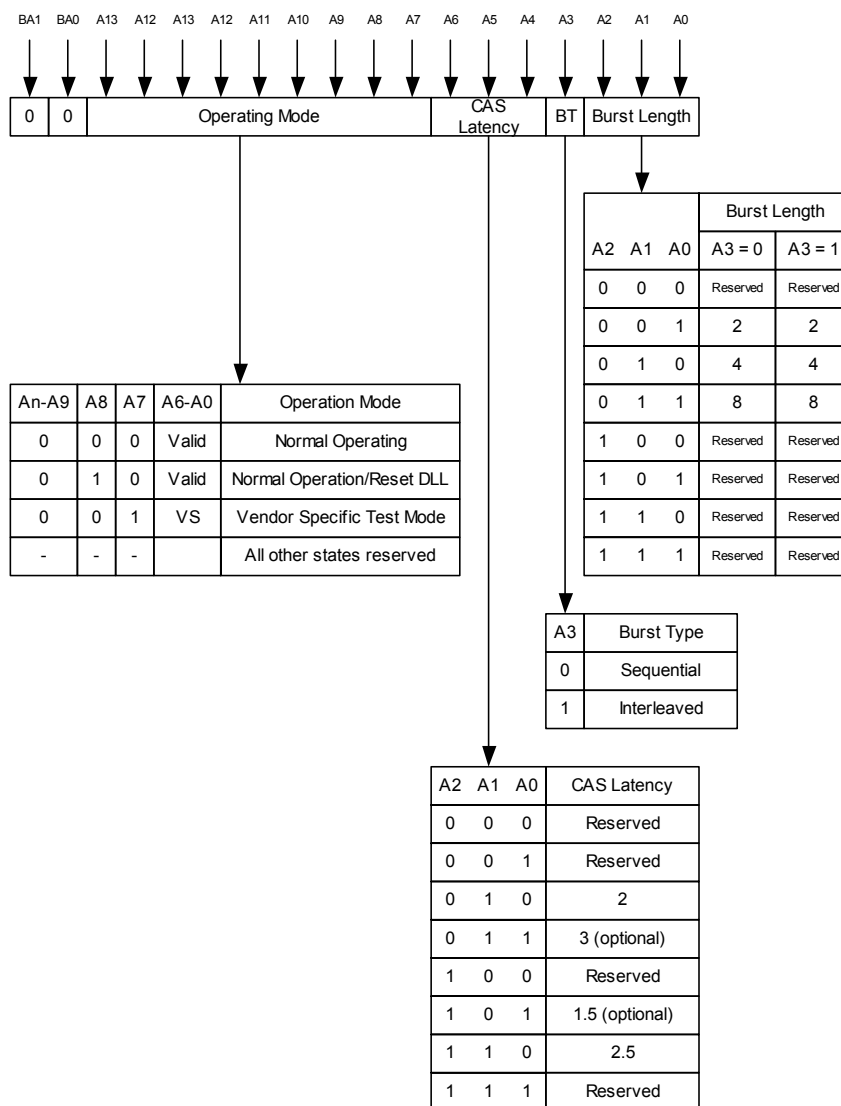 BA1 BA0 A13 A12 A13 A12 A11 A10 A9 A8 A7 A6 A5 A4 A3 A2 A1 A0
0 0 Operating Mode CAS Latency BT Burst Length
Burst Length
A2 A1 A0 A3 = 0 A3 = 1
0 0 0 Reserved Reserved
0 0 1 2 2
0 1 0 4 4
0 1 1 8 8
1 0 0 Reserved Reserved
1 0 1 Reserved Reserved
1 1 0 Reserved Reserved
1 1 1 Reserved Reserved
An-A9 A8 A7 A6-A0 Operation Mode
0 0 0 Valid Normal Operating
0 1 0 Valid Normal Operation/Reset DLL
0 0 1 VS Vendor Specific Test Mode
- - - All other states reserved
A3 Burst Type
0 Sequential
1 Interleaved
A2 A1 A0 CAS Latency
0 0 0 Reserved
0 0 1 Reserved
0 1 0 2
0 1 1 3 (optional)
1 0 0 Reserved
1 0 1 1.5 (optional)
1 1 0 2.5
1 1 1 Reserved